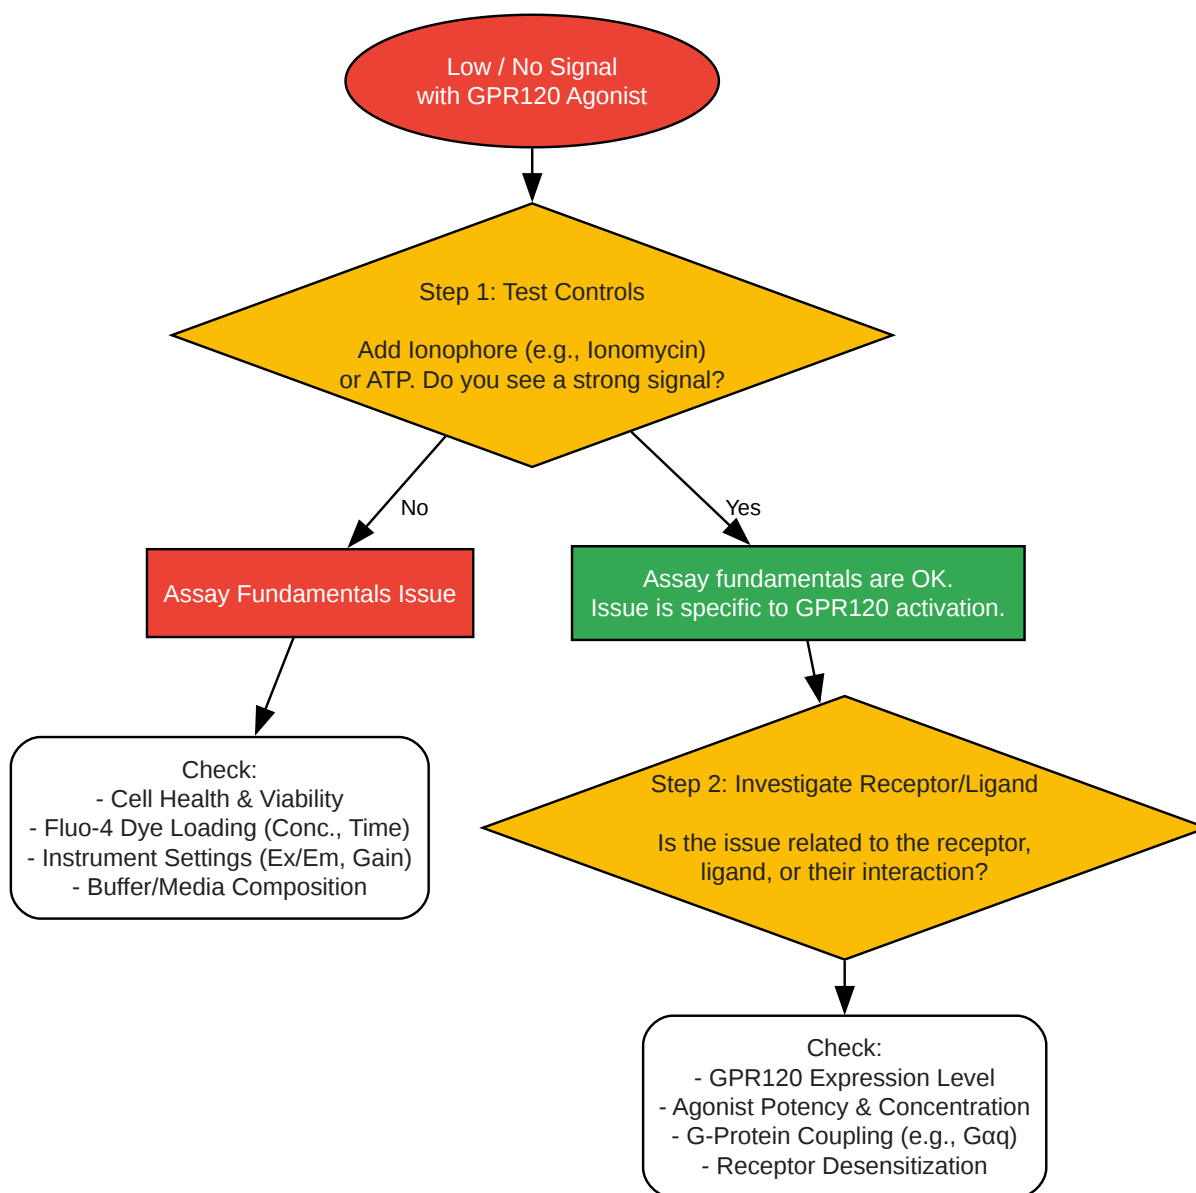 Low / No Signal
with GPR120 Agonist
Step 1: Test Controls
Add Ionophore (e.g., Ionomycin)
or ATP. Do you see a strong signal?
No
Yes
Assay Fundamentals Issue
Assay fundamentals are OK.
Issue is specific to GPR120 activation.
Check:
- Cell Health & Viability
- Fluo-4 Dye Loading (Conc., Time)
- Instrument Settings (Ex/Em, Gain)
- Buffer/Media Composition
Step 2: Investigate Receptor/Ligand
Is the issue related to the receptor,
ligand, or their interaction?
Check:
- GPR120 Expression Level
- Agonist Potency & Concentration
- G-Protein Coupling (e.g., Gαq)
- Receptor Desensitization